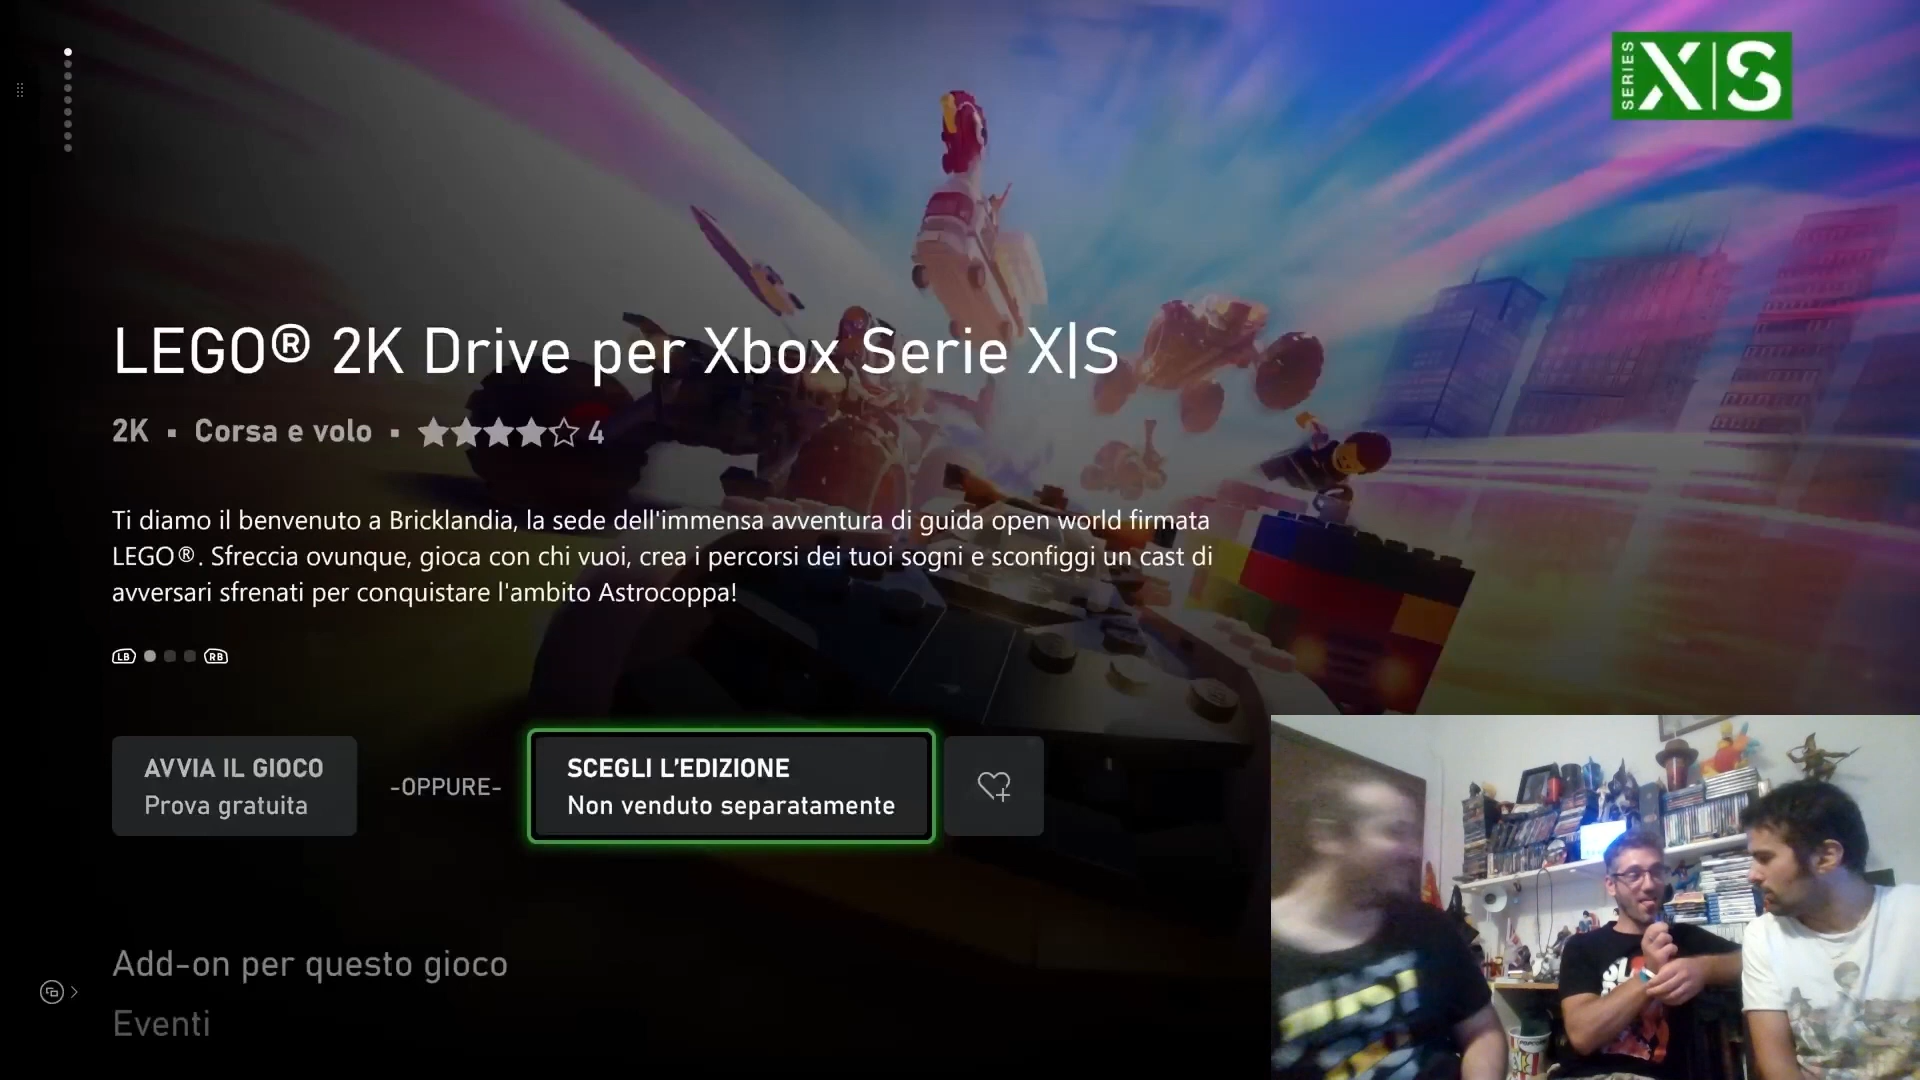 SERIES X|S
LEGO® 2K Drive per Xbox Serie X|S
2K ▪ Corsa e volo ▪ 4
Ti diamo il benvenuto a Bricklandia, la sede dell'immensa avventura di guida open world firmata
LEGO®. Sfreccia ovunque, gioca con chi vuoi, crea i percorsi dei tuoi sogni e sconfiggi un cast di
avversari sfrenati per conquistare l'ambito Astrocoppa!
LB RB
AVVIA IL GIOCO
Prova gratuita
-OPPURE-
SCEGLI L'EDIZIONE
Non venduto separatamente
Add-on per questo gioco
Eventi